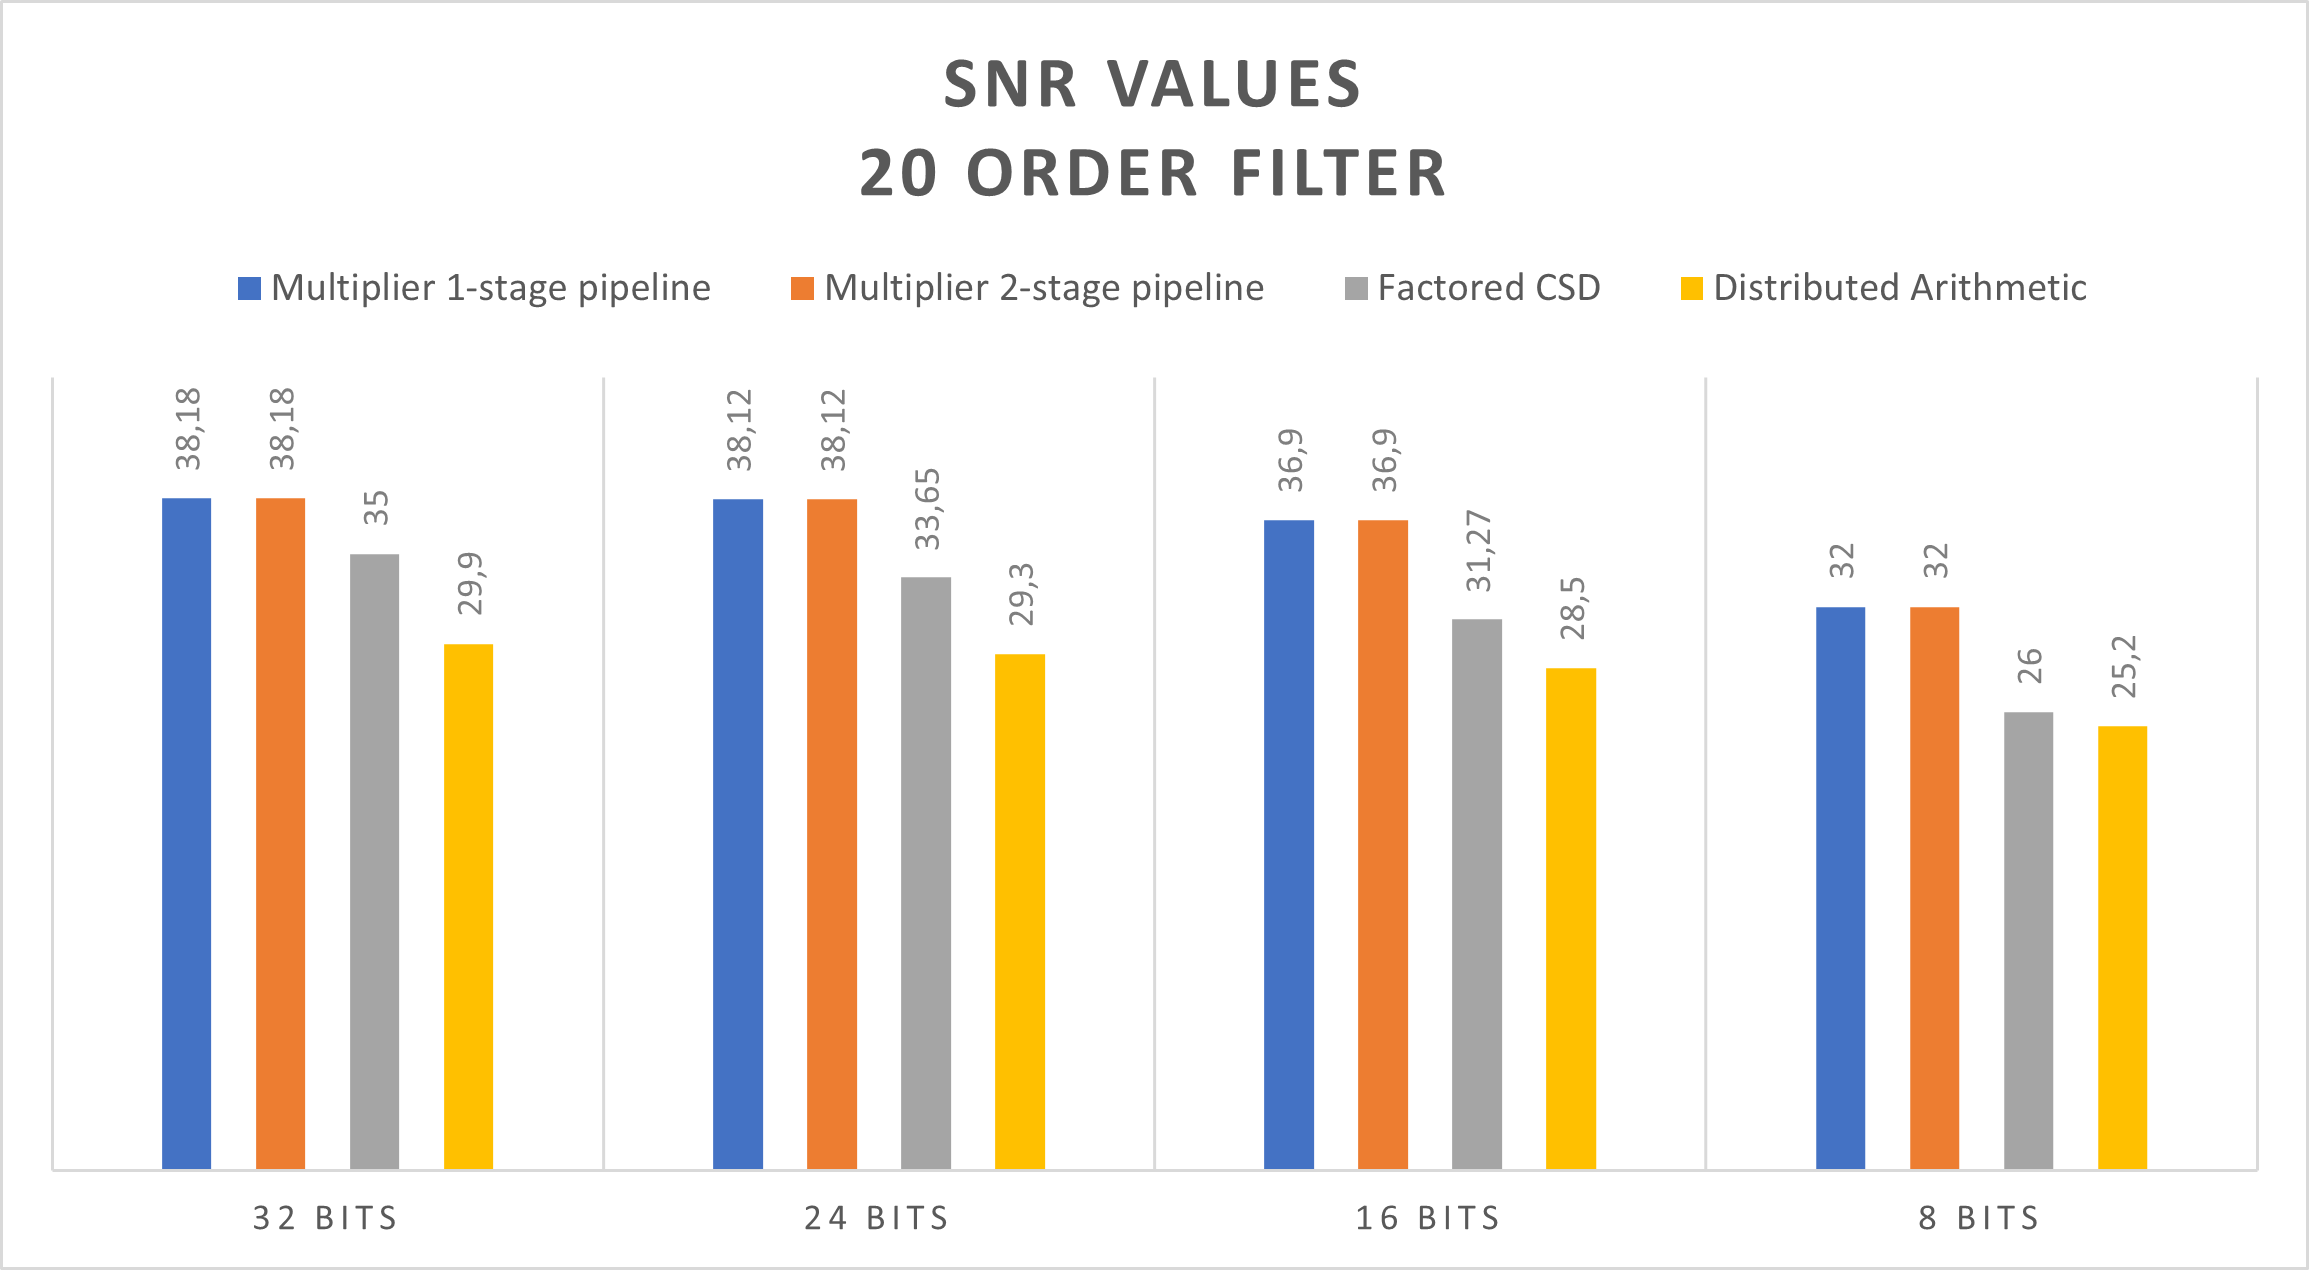 SNR VALUES
20 ORDER FILTER
Multiplier 1-stage pipeline
Multiplier 2-stage pipeline
Factored CSD
Distributed Arithmetic
38,18
38,18
35
29,9
38,12
38,12
33,65
29,3
36,9
36,9
31,27
28,5
32
32
26
25,2
32 BITS
24 BITS
16 BITS
8 BITS